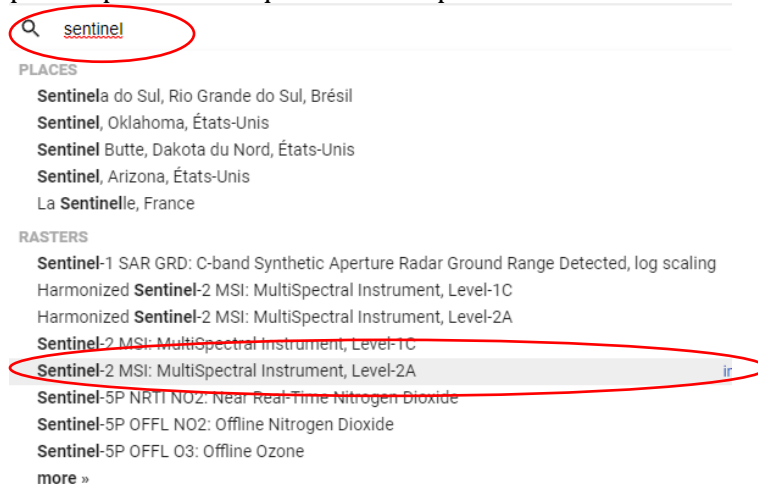 sentinel
PLACES
Sentinela do Sul, Rio Grande do Sul, Brésil
Sentinel, Oklahoma, États-Unis
Sentinel Butte, Dakota du Nord, États-Unis
Sentinel, Arizona, États-Unis
La Sentinelle, France
RASTERS
Sentinel-1 SAR GRD: C-band Synthetic Aperture Radar Ground Range Detected, log scaling
Harmonized Sentinel-2 MSI: MultiSpectral Instrument, Level-1C
Harmonized Sentinel-2 MSI: MultiSpectral Instrument, Level-2A
Sentinel-2 MSI: MultiSpectral Instrument, Level-1C
Sentinel-2 MSI: MultiSpectral Instrument, Level-2A
Sentinel-5P NRTI NO2: Near Real-Time Nitrogen Dioxide
Sentinel-5P OFFL NO2: Offline Nitrogen Dioxide
Sentinel-5P OFFL O3: Offline Ozone
more »